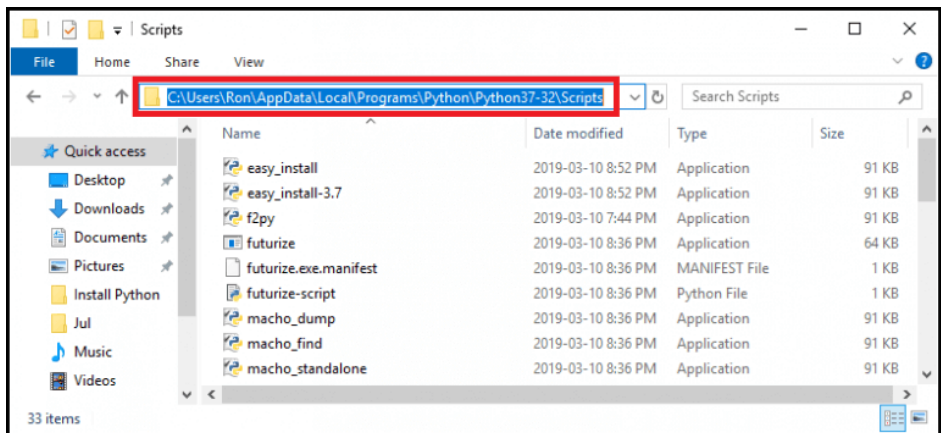 Scripts
File Home Share View
C:\Users\Ron\AppData\Local\Programs\Python\Python37-32\Scripts Search Scripts
Name Date modified Type Size
Quick access
Desktop
Downloads
Documents
Pictures
Install Python
Jul
Music
Videos
easy_install 2019-03-10 8:52 PM Application 91 KB
easy_install-3.7 2019-03-10 8:52 PM Application 91 KB
f2py 2019-03-10 7:44 PM Application 91 KB
futurize 2019-03-10 8:36 PM Application 64 KB
futurize.exe.manifest 2019-03-10 8:36 PM MANIFEST File 1 KB
futurize-script 2019-03-10 8:36 PM Python File 1 KB
macho_dump 2019-03-10 8:36 PM Application 91 KB
macho_find 2019-03-10 8:36 PM Application 91 KB
macho_standalone 2019-03-10 8:36 PM Application 91 KB
33 items